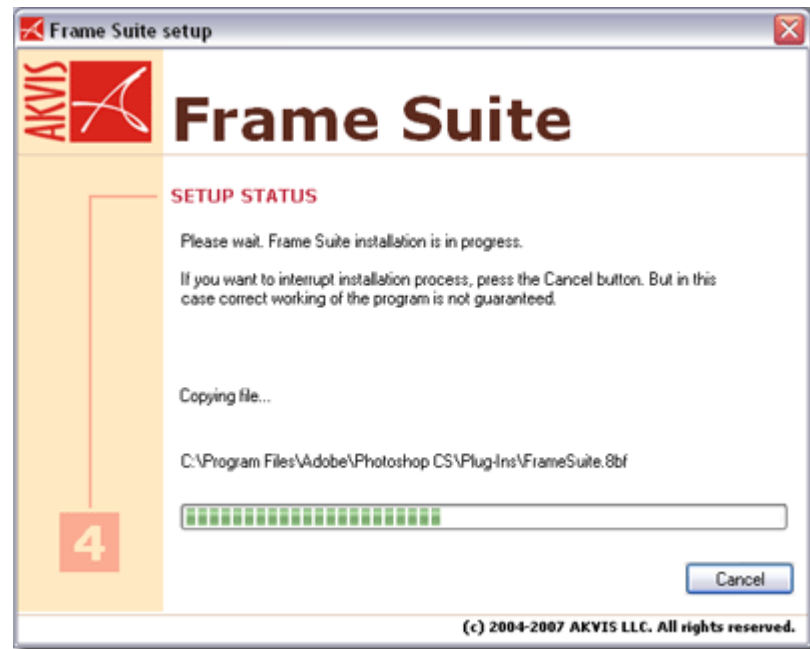 Frame Suite setup
AKVIS
Frame Suite
SETUP STATUS
Please wait. Frame Suite installation is in progress.
If you want to interrupt installation process, press the Cancel button. But in this
case correct working of the program is not guaranteed.
Copying file...
C:\Program Files\Adobe\Photoshop CS\Plug-Ins\FrameSuite.8bf
4
Cancel
(c) 2004-2007 AKVIS LLC. All rights reserved.